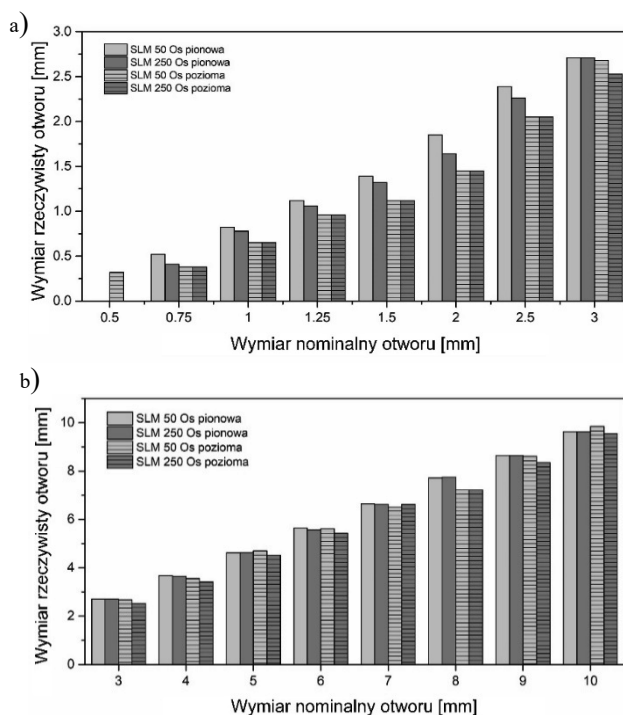 a)
3.0
2.5
2.0
1.5
1.0
0.5
0.0
Wymiar rzeczywisty otworu [mm]
SLM 50 Os pionowa
SLM 250 Os pionowa
SLM 50 Os pozioma
SLM 250 Os pozioma
0.5 0.75 1 1.25 1.5 2 2.5 3
Wymiar nominalny otworu [mm]
b)
10
8
6
4
2
0
Wymiar rzeczywisty otworu [mm]
SLM 50 Os pionowa
SLM 250 Os pionowa
SLM 50 Os pozioma
SLM 250 Os pozioma
3 4 5 6 7 8 9 10
Wymiar nominalny otworu [mm]